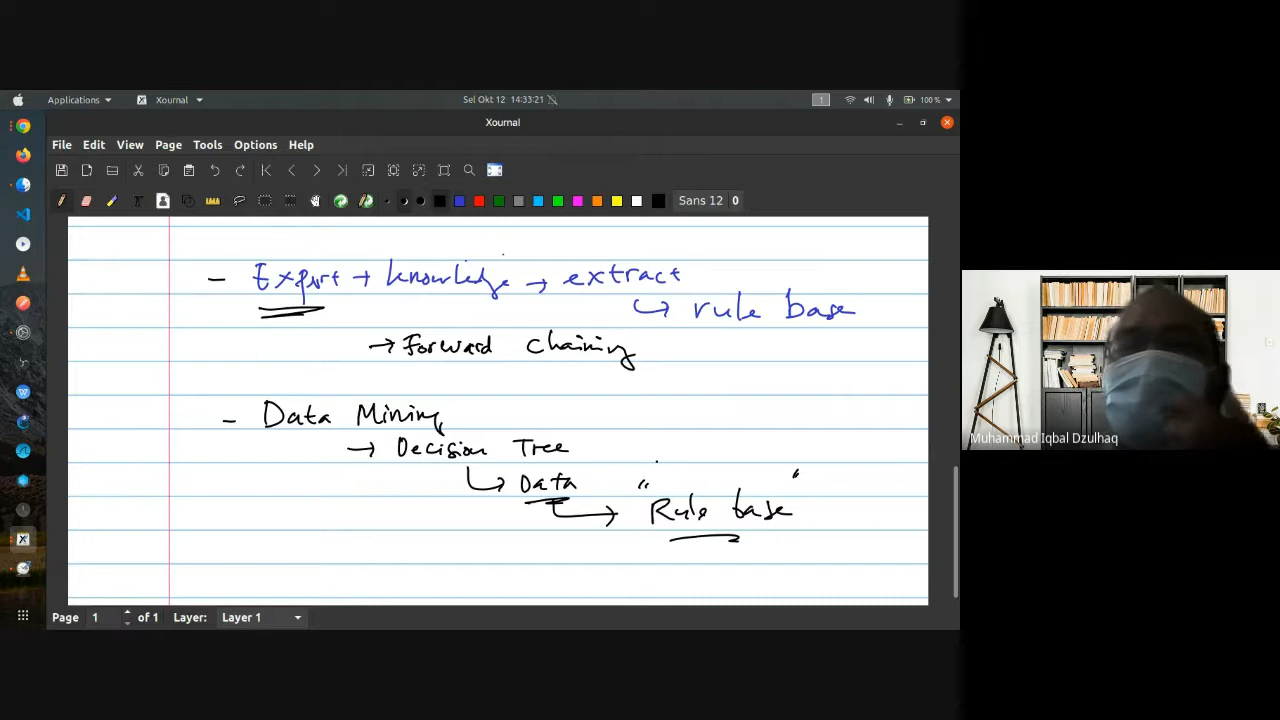 Applications
Xournal
Sel Okt 12 14:33:21
1
100 %
Xournal
File Edit View Page Tools Options Help
Sans 12 0
- Expert + knowledge → extract
↳ rule base
→ Forward chaining
- Data Mining
→ Decision Tree
↳ Data
↳ "Rule base"
Muhammad Iqbal Dzulhaq
Page 1 of 1 Layer: Layer 1